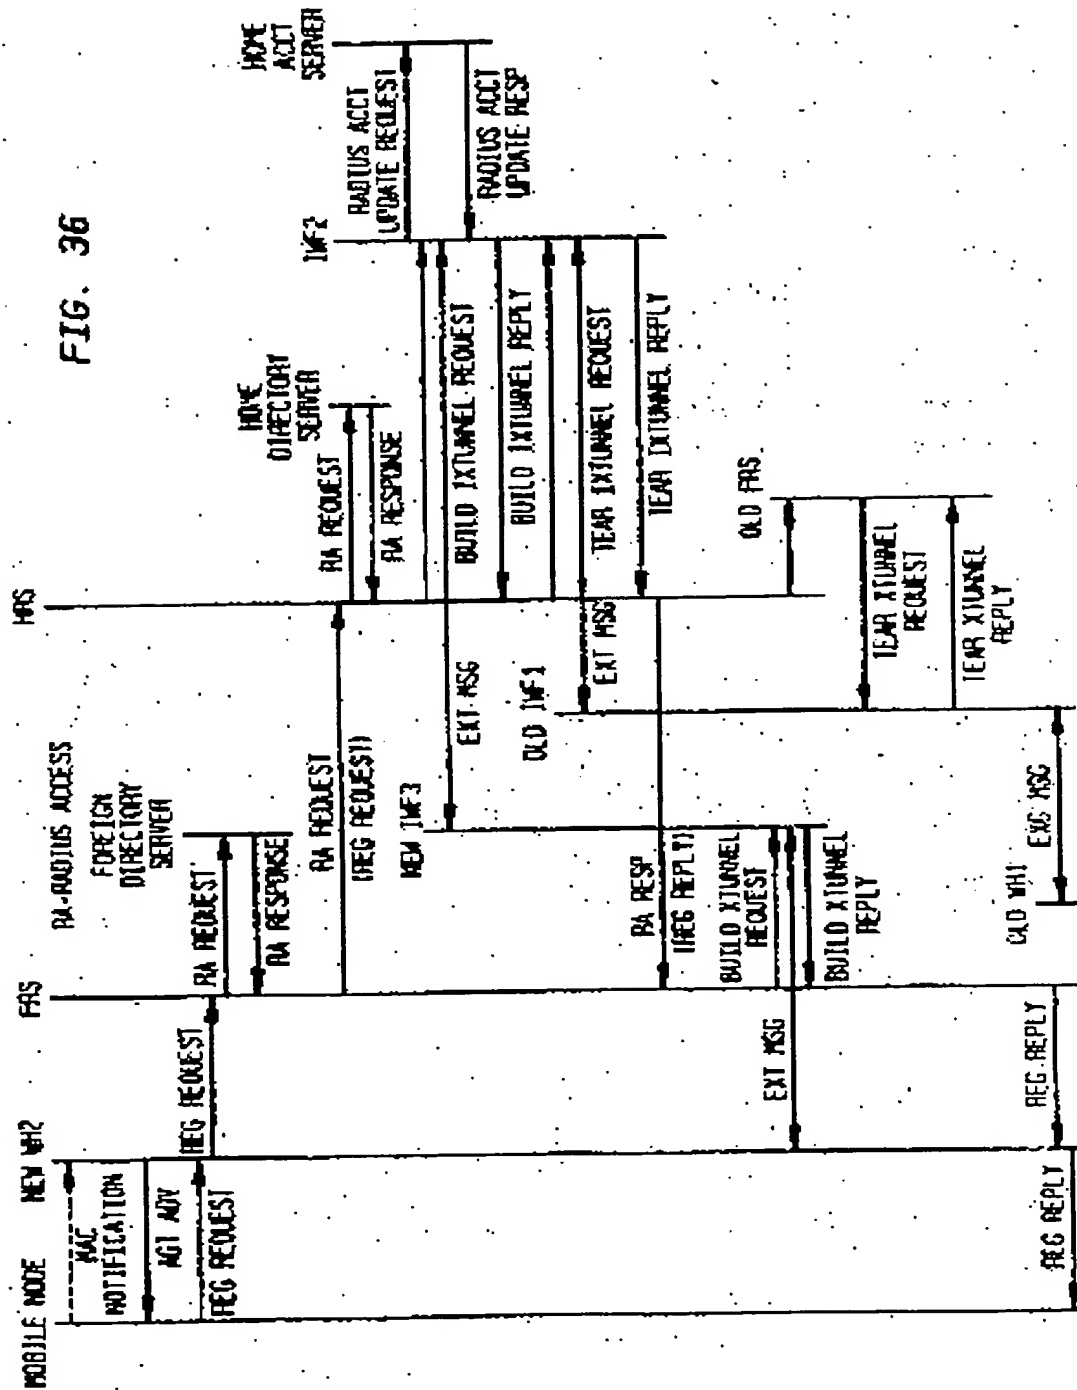 FIG. 36
MOBILE NODE
NEW WH2
FRS
RA-RADIUS ACCESS
FOREIGN
DIRECTORY
SERVER
HRS
HOME
DIRECTORY
SERVER
IWF2
HOME
ACCT
SERVER
MAC
NOTIFICATION
AGT ADV
REG REQUEST
REG REQUEST
RA REQUEST
RA RESPONSE
RA REQUEST
(REG REQUEST)
RA REQUEST
RA RESPONSE
RADIUS ACCT
UPDATE REQUEST
RADIUS ACCT
UPDATE RESP
BUILD IXTUNNEL REQUEST
EXT MSG
NEW IWF3
BUILD IXTUNNEL REPLY
OLD IWF1
TEAR IXTUNNEL REQUEST
EXT MSG
TEAR IXTUNNEL REPLY
RA RESP
(REG REPLY)
BUILD XTUNNEL
REQUEST
EXT MSG
BUILD XTUNNEL
REPLY
OLD FRS
TEAR XTUNNEL
REQUEST
TEAR XTUNNEL
REPLY
OLD WH1
EXC MSG
REG REPLY
REG REPLY